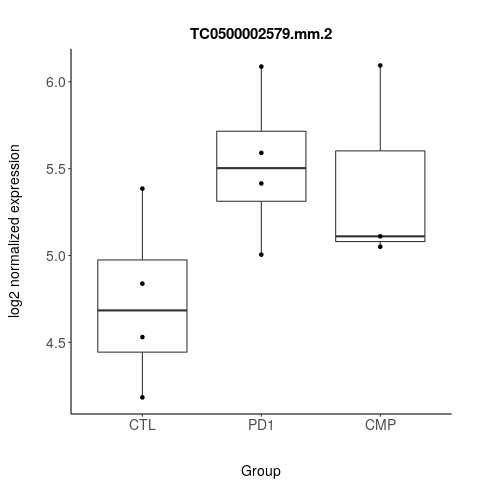 TC0500002579.mm.2
log2 normalized expression
6.0
5.5
5.0
4.5
CTL PD1 CMP
Group